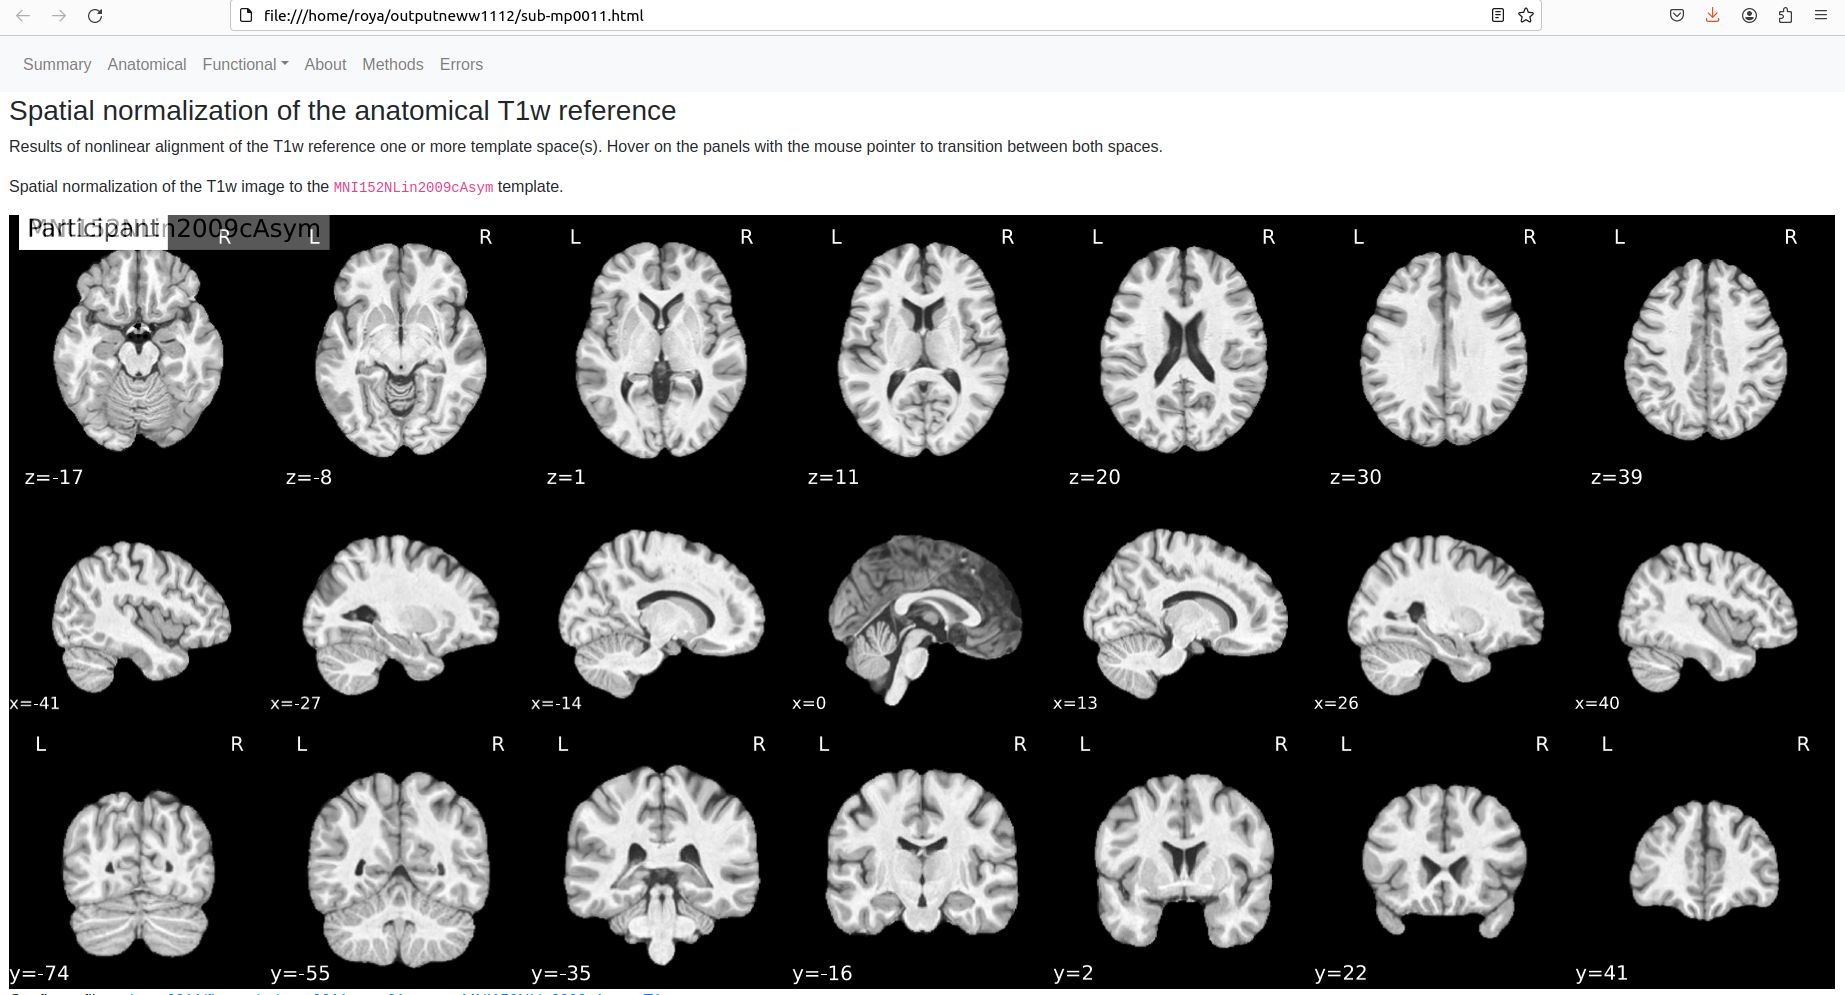 file:///home/roya/outputneww1112/sub-mp0011.html
Summary Anatomical Functional About Methods Errors
Spatial normalization of the anatomical T1w reference
Results of nonlinear alignment of the T1w reference one or more template space(s). Hover on the panels with the mouse pointer to transition between both spaces.
Spatial normalization of the T1w image to the MNI152NLin2009cAsym template.
Participant MNI152NLin2009cAsym
R L R L R L R L R L R L R
z=-17 z=-8 z=1 z=11 z=20 z=30 z=39
x=-41 x=-27 x=-14 x=0 x=13 x=26 x=40
L R L R L R L R L R L R L R
y=-74 y=-55 y=-35 y=-16 y=2 y=22 y=41